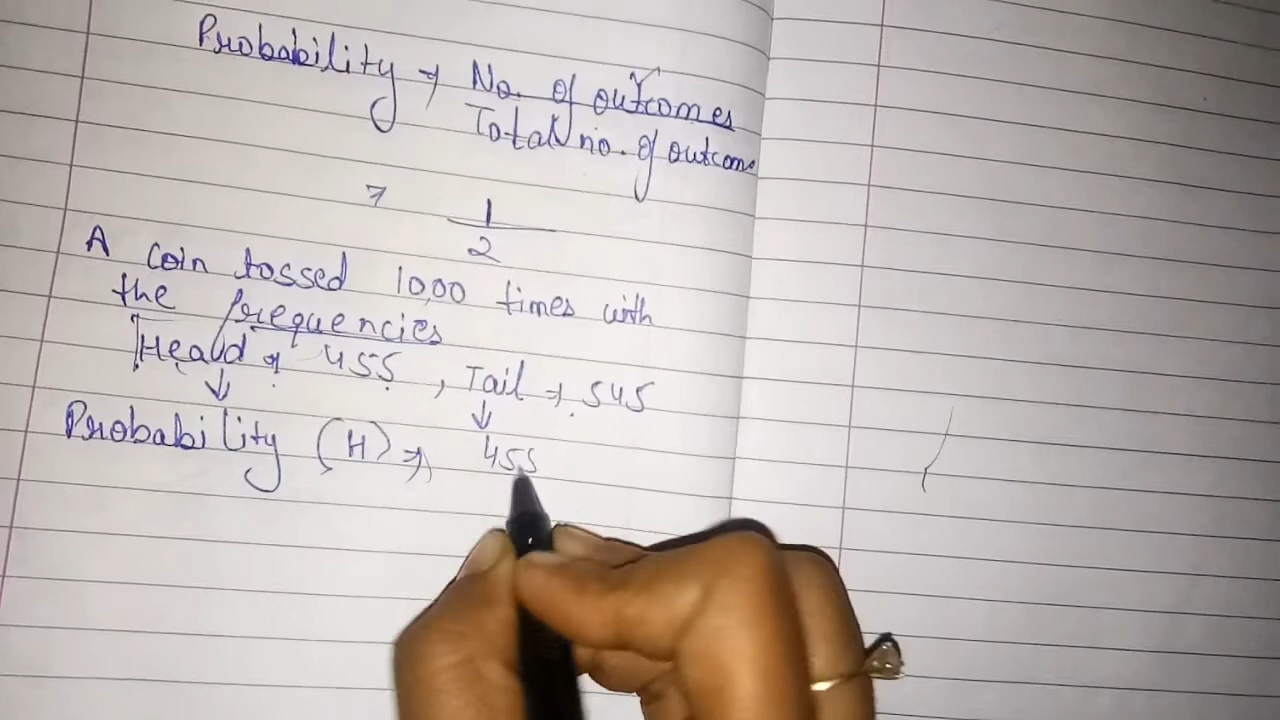 Probability ⇒ No. of outcomes
Total no. of outcome
⇒ 1
2
A coin tossed 1000 times with
the frequencies
Head ⇒ 455, Tail ⇒ 545
Probability (H) ⇒ 455